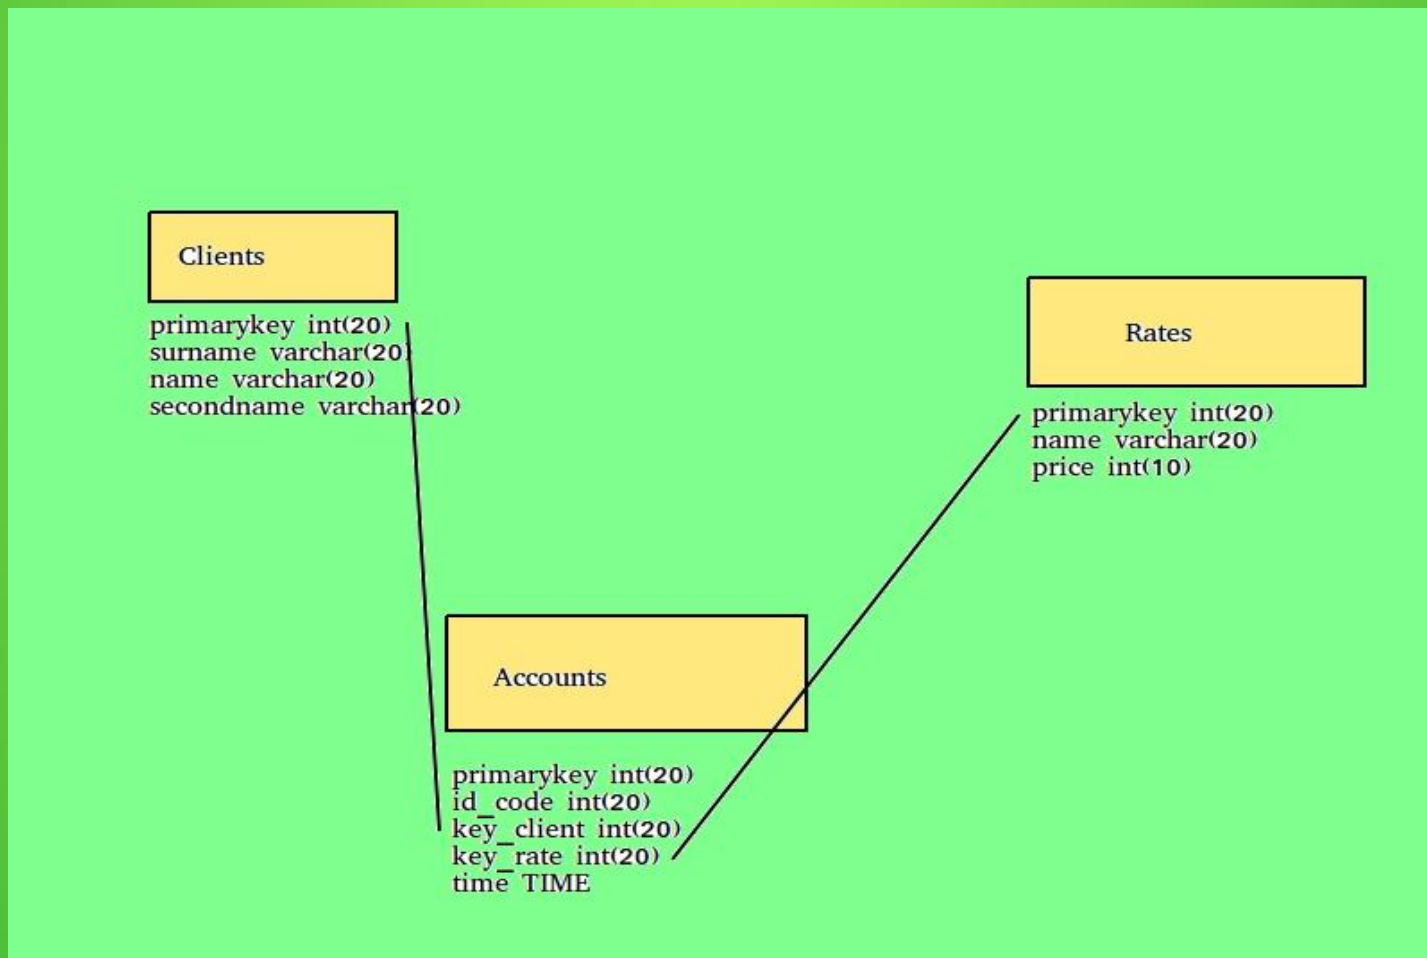 Clients
primarykey int(20)
surname varchar(20)
name varchar(20)
secondname varchar(20)
Rates
primarykey int(20)
name varchar(20)
price int(10)
Accounts
primarykey int(20)
id_code int(20)
key_client int(20)
key_rate int(20)
time TIME